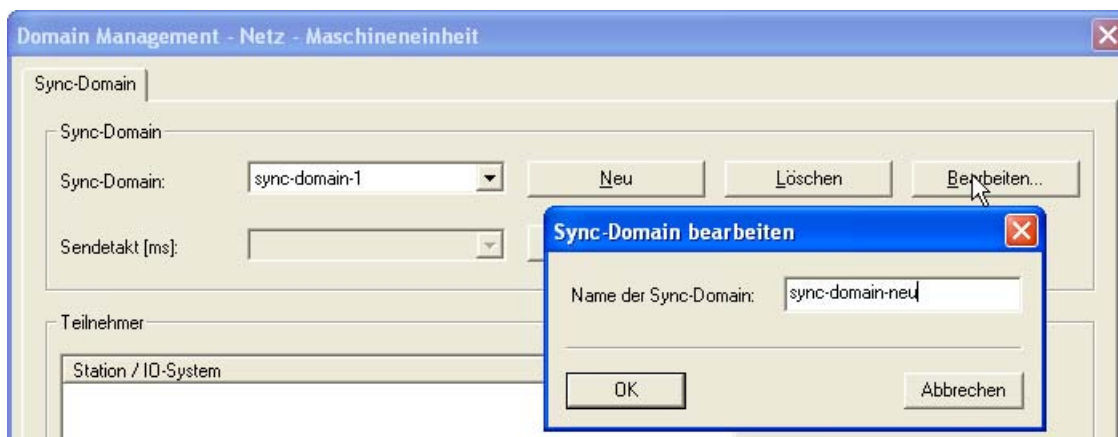 Domain Management - Netz - Maschineneinheit
Sync-Domain
Sync-Domain
Sync-Domain: sync-domain-1 Neu Löschen Bearbeiten...
Sendetakt [ms]:
Sync-Domain bearbeiten
Name der Sync-Domain: sync-domain-neu
Teilnehmer
Station / IO-System
OK Abbrechen